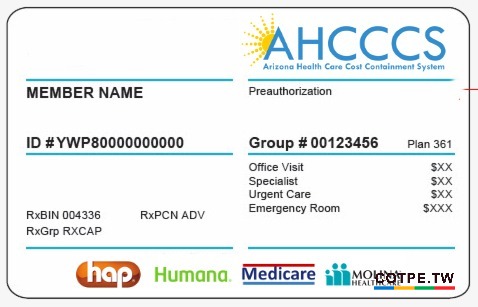 AHCCCS
Arizona Health Care Cost Containment System
MEMBER NAME
Preauthorization
ID #YWP80000000000
Group # 00123456 Plan 361
Office Visit $XX
Specialist $XX
Urgent Care $XX
Emergency Room $XXX
RxBIN 004336 RxPCN ADV
RxGrp RXCAP
hap Humana Medicare
HEALTHCARE
CQTPE.TW